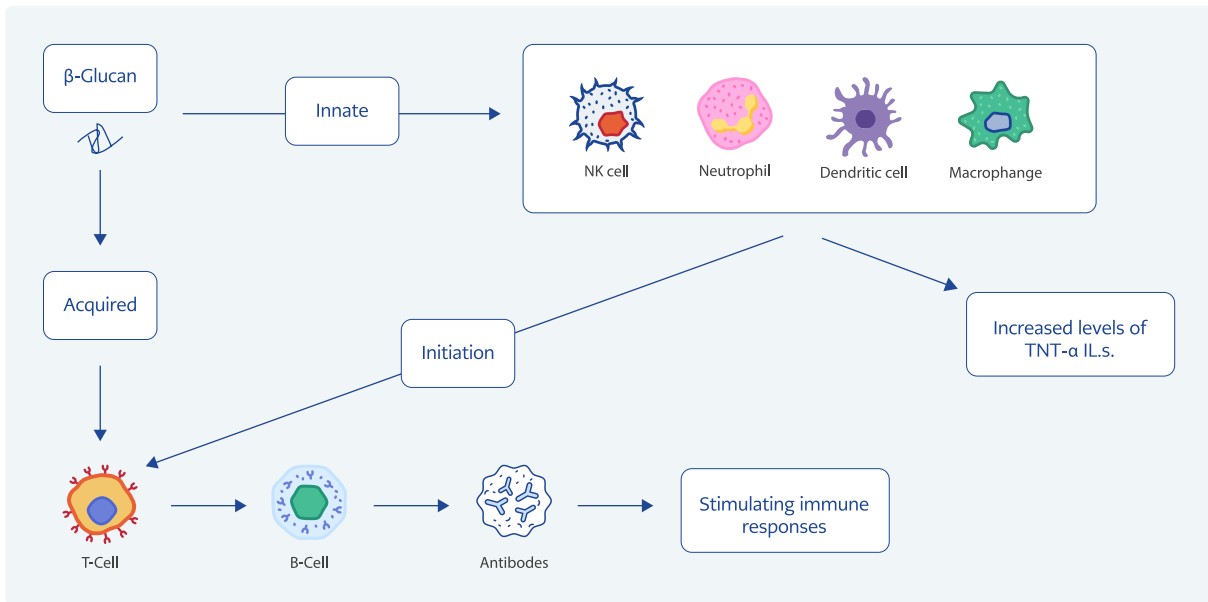 β-Glucan
Innate
NK cell
Neutrophil
Dendritic cell
Macrophange
Acquired
Initiation
Increased levels of
TNT-α IL.s.
T-Cell
B-Cell
Antibodes
Stimulating immune
responses